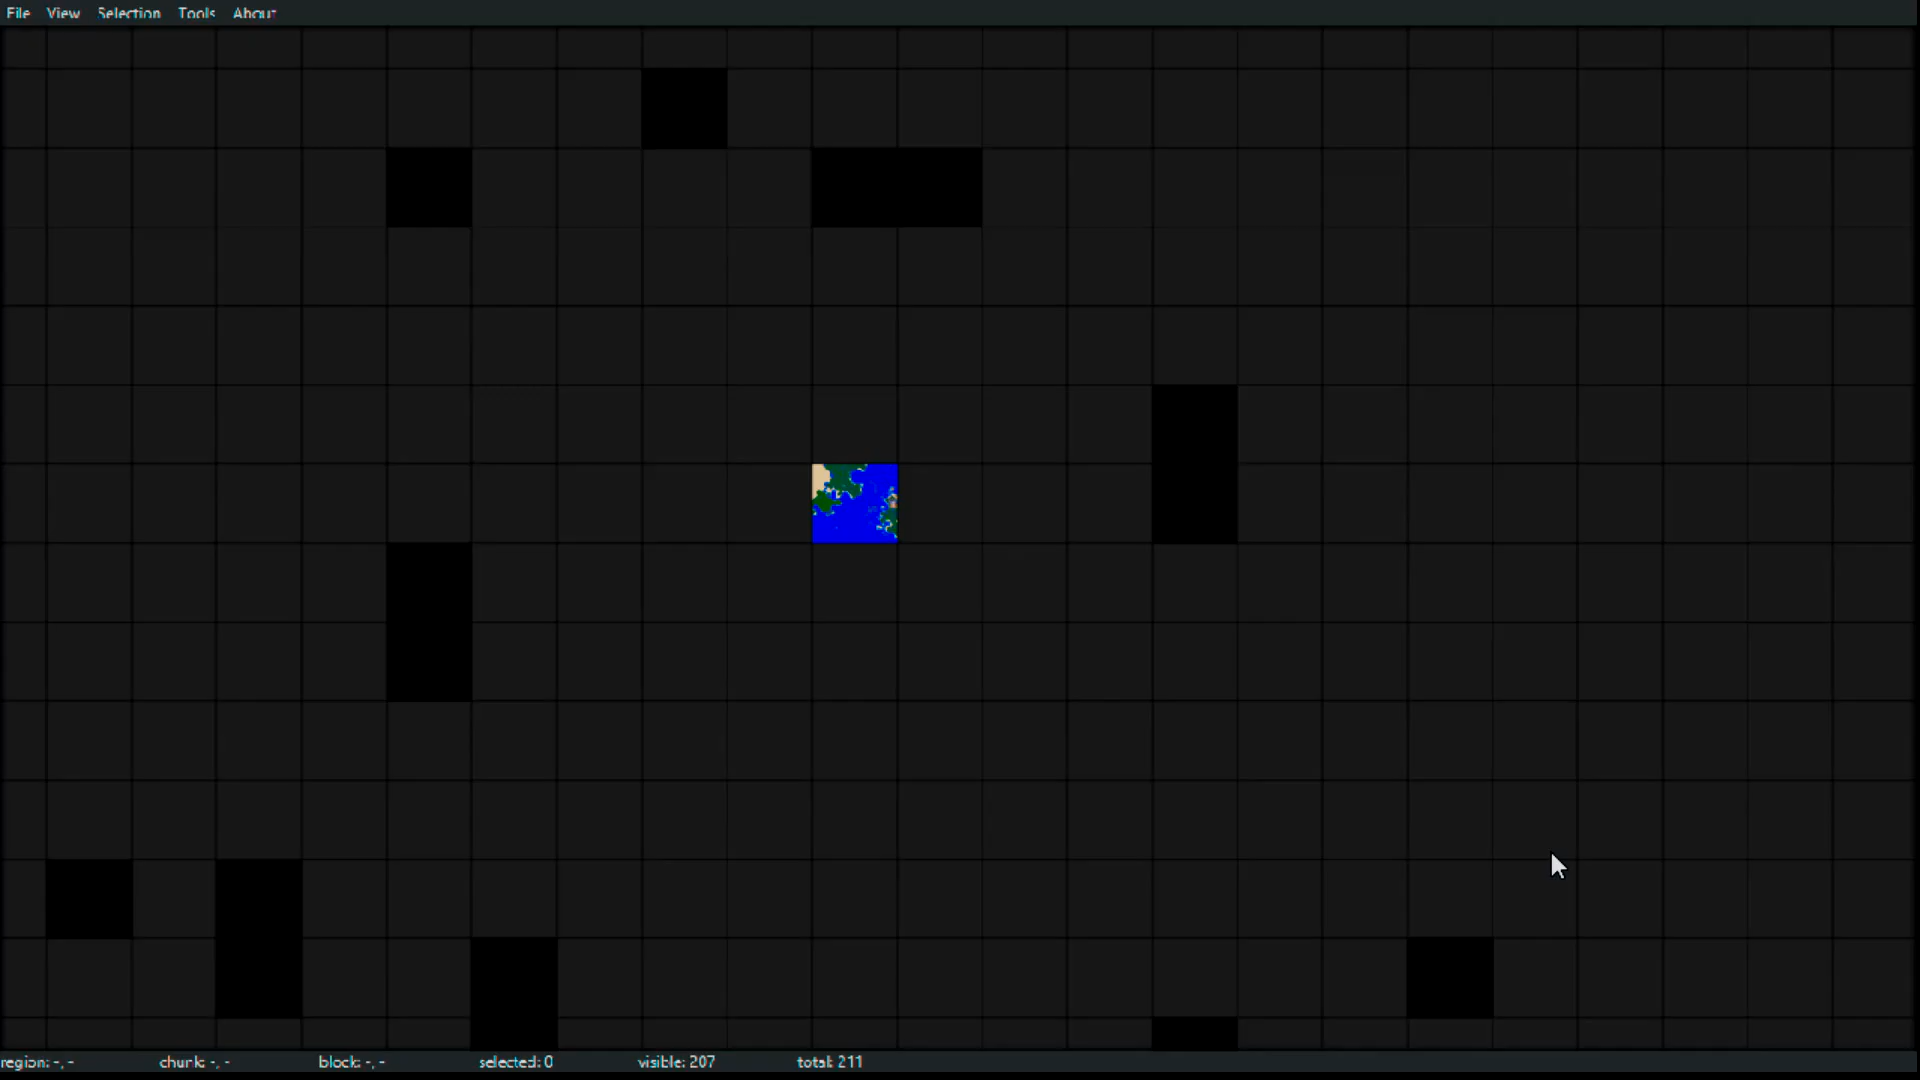 File View Selection Tools About
region: -, - chunk: -, - block: -, - selected: 0 visible: 207 total: 211